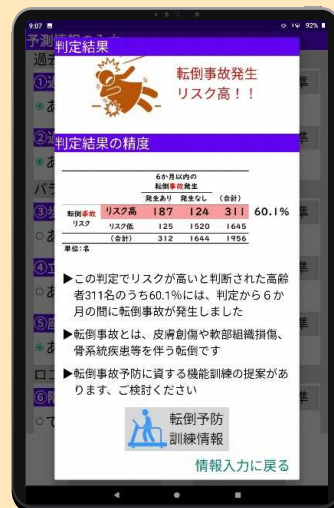 9:07
92%
予測情報の入力
判定結果
転倒事故発生
リスク高！！
判定結果の精度
6か月以内の
転倒事故発生
発生あり 発生なし (合計)
転倒事故
リスク
リスク高 187 124 311 60.1%
リスク低 125 1520 1645
(合計) 312 1644 1956
単位：名
▶この判定でリスクが高いと判断された高齢
者311名のうち60.1%には、判定から６か
月の間に転倒事故が発生しました
▶転倒事故とは、皮膚創傷や軟部組織損傷、
骨系統疾患等を伴う転倒です
▶転倒事故予防に資する機能訓練の提案があ
ります、ご検討ください
転倒予防
訓練情報
情報入力に戻る